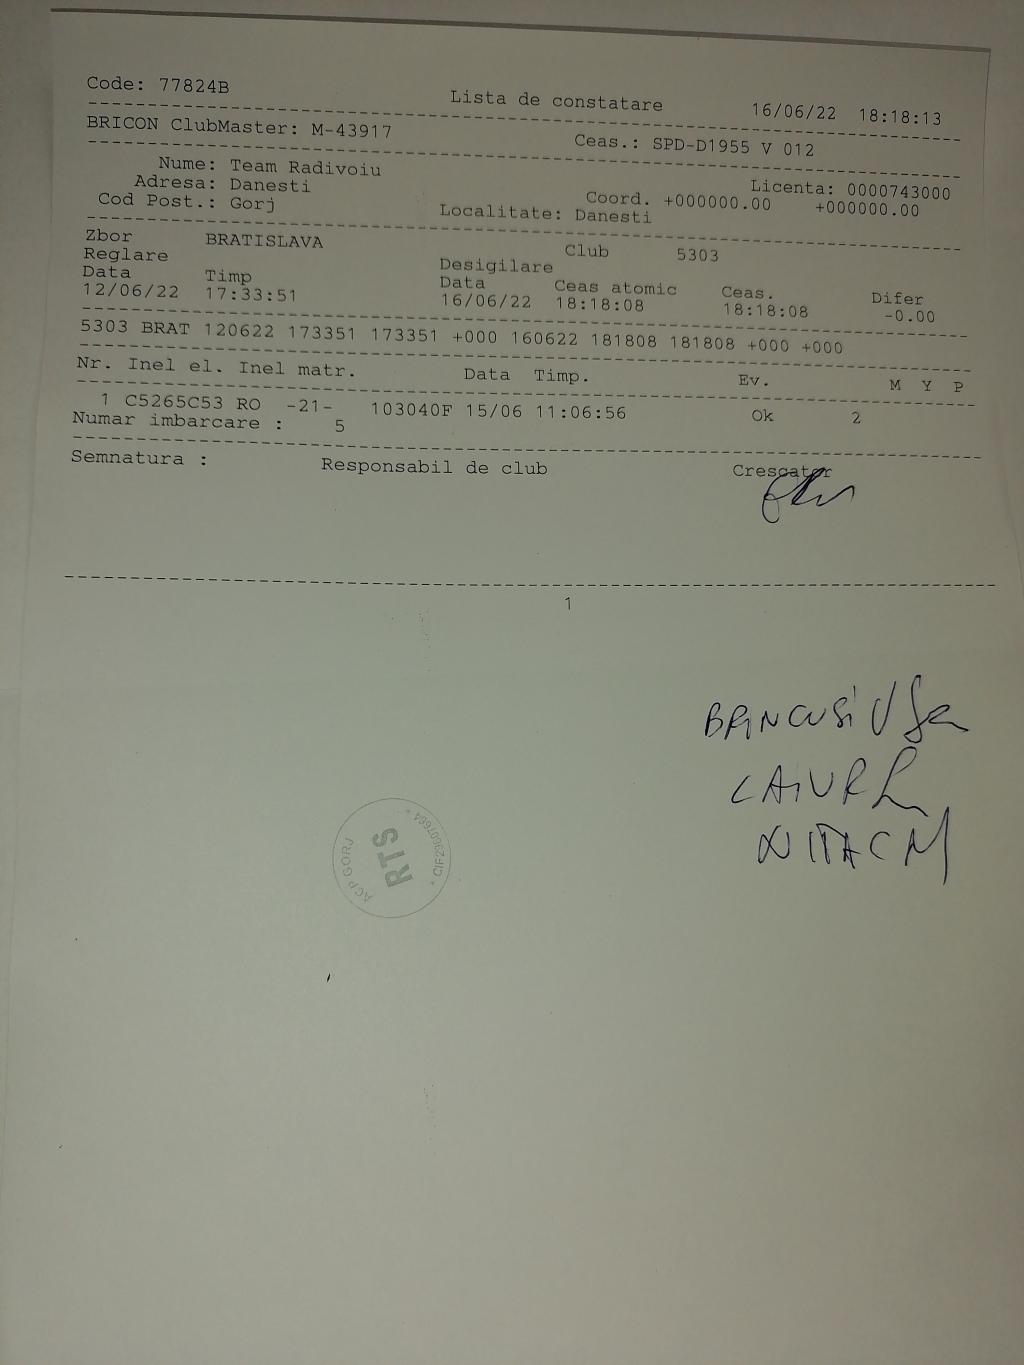 Code: 77824B Lista de constatare 16/06/22 18:18:13
BRICON ClubMaster: M-43917 Ceas.: SPD-D1955 V 012
Nume: Team Radivoiu Licenta: 0000743000
Adresa: Danesti Coord. +000000.00 +000000.00
Cod Post.: Gorj Localitate: Danesti
Zbor BRATISLAVA Club 5303
Reglare Desigilare
Data Timp Data Ceas atomic Ceas. Difer
12/06/22 17:33:51 16/06/22 18:18:08 18:18:08 -0.00
5303 BRAT 120622 173351 173351 +000 160622 181808 181808 +000 +000
Nr. Inel el. Inel matr. Data Timp. Ev. M Y P
1 C5265C53 RO -21- 103040F 15/06 11:06:56 Ok 2
Numar imbarcare : 5
Semnatura : Responsabil de club Crescator
1
BRINCUSI
ACP GORJ
RTS
* CIF29607664 *